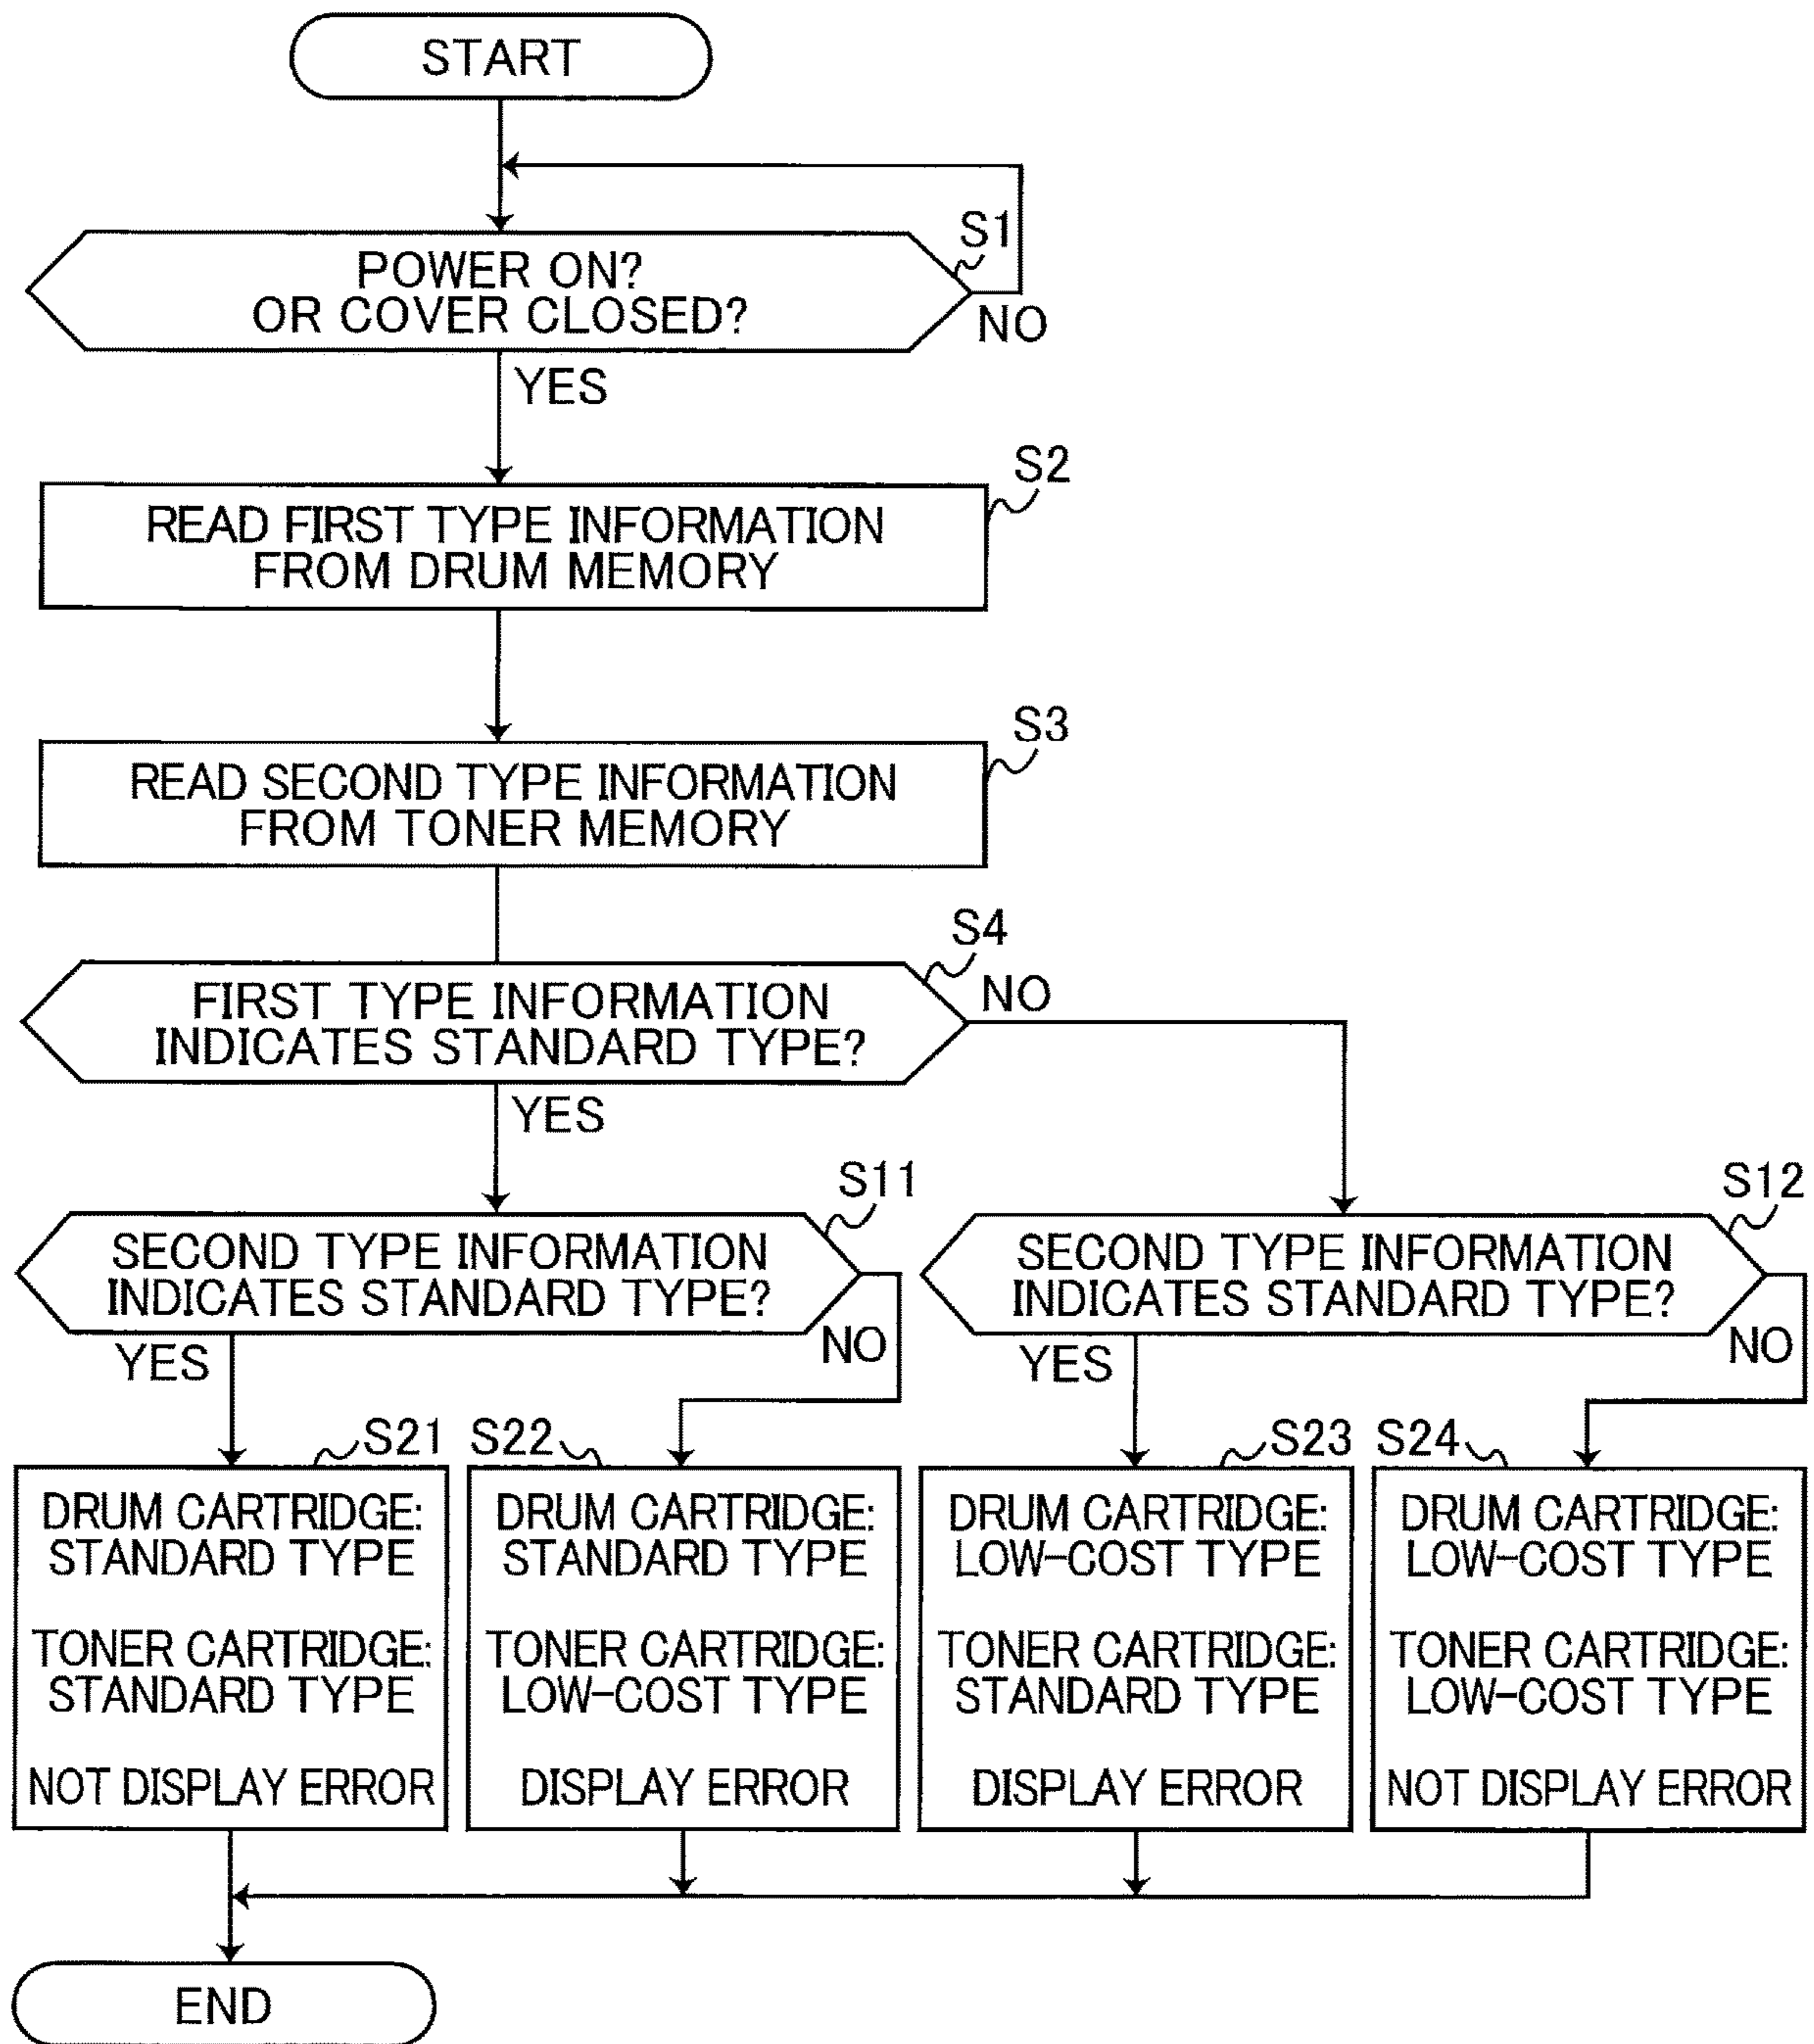 START
S1
POWER ON?
OR COVER CLOSED?
NO
YES
S2
READ FIRST TYPE INFORMATION
FROM DRUM MEMORY
S3
READ SECOND TYPE INFORMATION
FROM TONER MEMORY
S4
FIRST TYPE INFORMATION
INDICATES STANDARD TYPE?
NO
YES
S11
SECOND TYPE INFORMATION
INDICATES STANDARD TYPE?
YES
NO
S12
SECOND TYPE INFORMATION
INDICATES STANDARD TYPE?
YES
NO
S21
DRUM CARTRIDGE:
STANDARD TYPE
TONER CARTRIDGE:
STANDARD TYPE
NOT DISPLAY ERROR
S22
DRUM CARTRIDGE:
STANDARD TYPE
TONER CARTRIDGE:
LOW-COST TYPE
DISPLAY ERROR
S23
DRUM CARTRIDGE:
LOW-COST TYPE
TONER CARTRIDGE:
STANDARD TYPE
DISPLAY ERROR
S24
DRUM CARTRIDGE:
LOW-COST TYPE
TONER CARTRIDGE:
LOW-COST TYPE
NOT DISPLAY ERROR
END